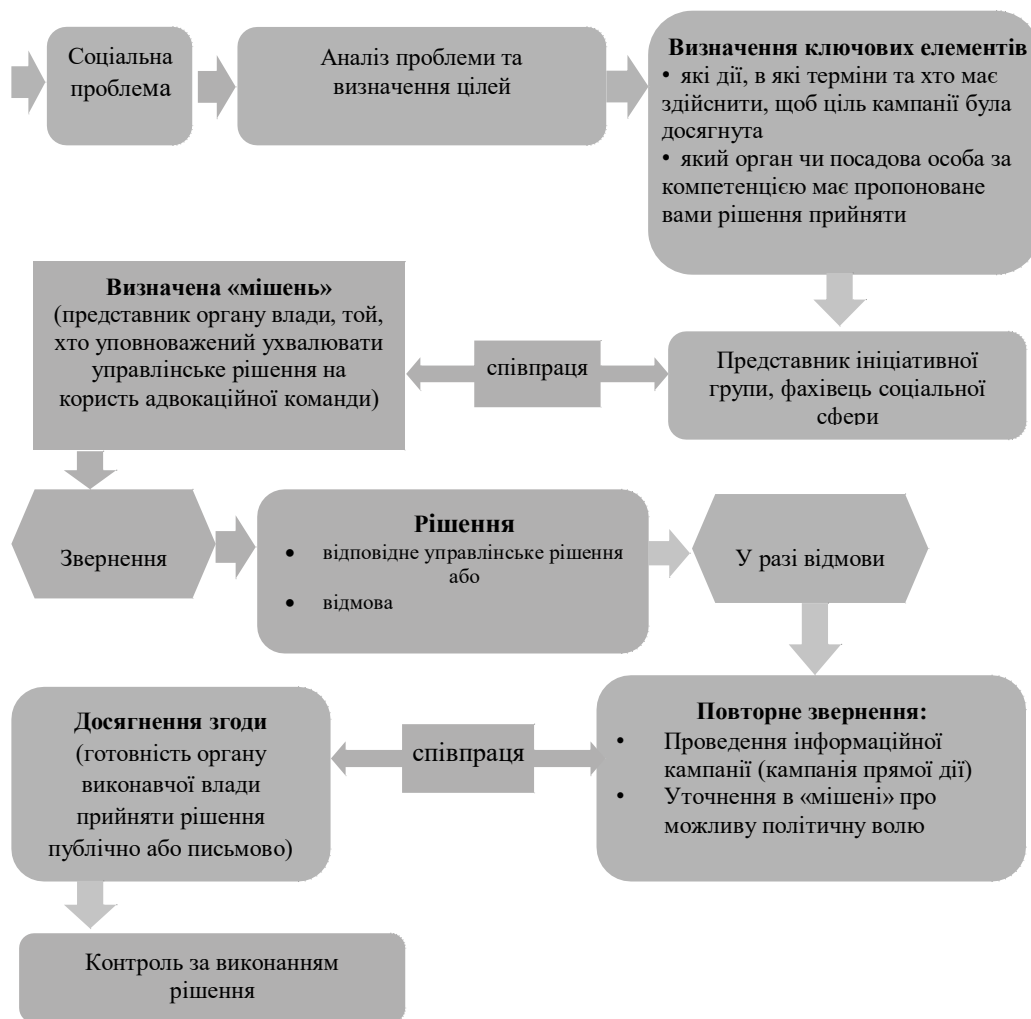 Соціальна
проблема
Аналіз проблеми та
визначення цілей
Визначення ключових елементів
• які дії, в які терміни та хто має
здійснити, щоб ціль кампанії була
досягнута
• який орган чи посадова особа за
компетенцією має пропоноване
вами рішення прийняти
Визначена «мішень»
(представник органу влади, той,
хто уповноважений ухвалювати
управлінське рішення на
користь адвокаційної команди)
співпраця
Представник ініціативної
групи, фахівець соціальної
сфери
Звернення
Рішення
• відповідне управлінське рішення
або
• відмова
У разі відмови
Досягнення згоди
(готовність органу
виконавчої влади
прийняти рішення
публічно або письмово)
співпраця
Повторне звернення:
• Проведення інформаційної
кампанії (кампанія прямої дії)
• Уточнення в «мішені» про
можливу політичну волю
Контроль за виконанням
рішення